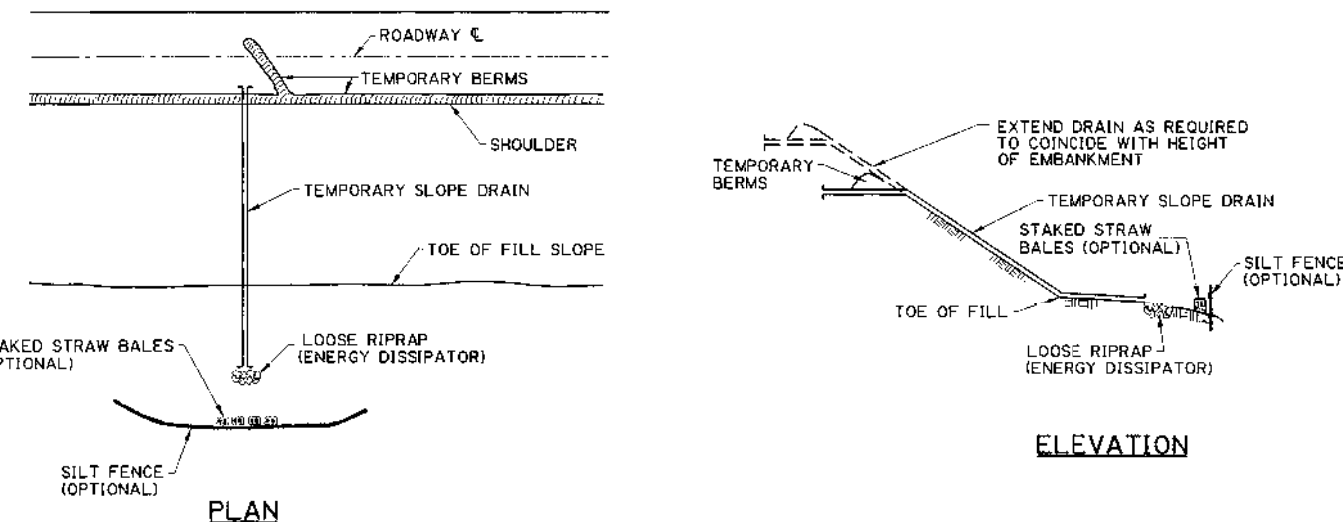 ROADWAY ℄
TEMPORARY BERMS
SHOULDER
TEMPORARY SLOPE DRAIN
TOE OF FILL SLOPE
LOOSE RIPRAP
(ENERGY DISSIPATOR)
AKED STRAW BALES
PTIONAL)
SILT FENCE
(OPTIONAL)
PLAN
EXTEND DRAIN AS REQUIRED
TO COINCIDE WITH HEIGHT
OF EMBANKMENT
TEMPORARY
BERMS
TEMPORARY SLOPE DRAIN
STAKED STRAW
BALES (OPTIONAL)
SILT FENCE
(OPTIONAL)
TOE OF FILL
LOOSE RIPRAP
(ENERGY DISSIPATOR)
ELEVATION